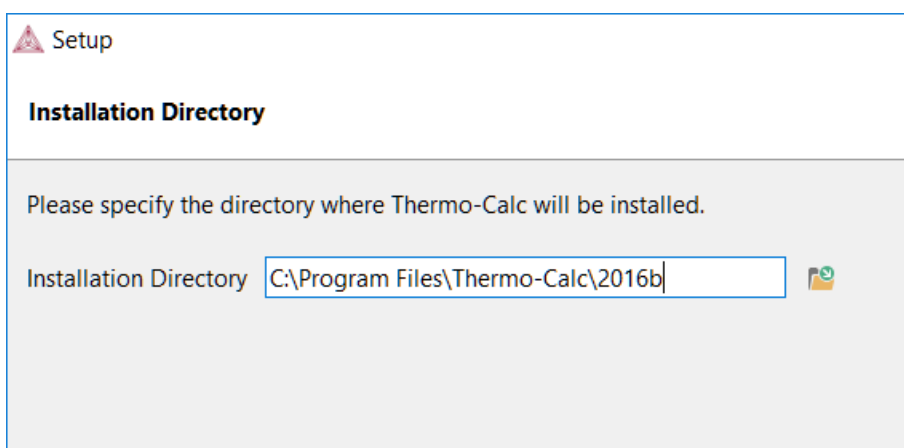 Setup
Installation Directory
Please specify the directory where Thermo-Calc will be installed.
Installation Directory C:\Program Files\Thermo-Calc\2016b